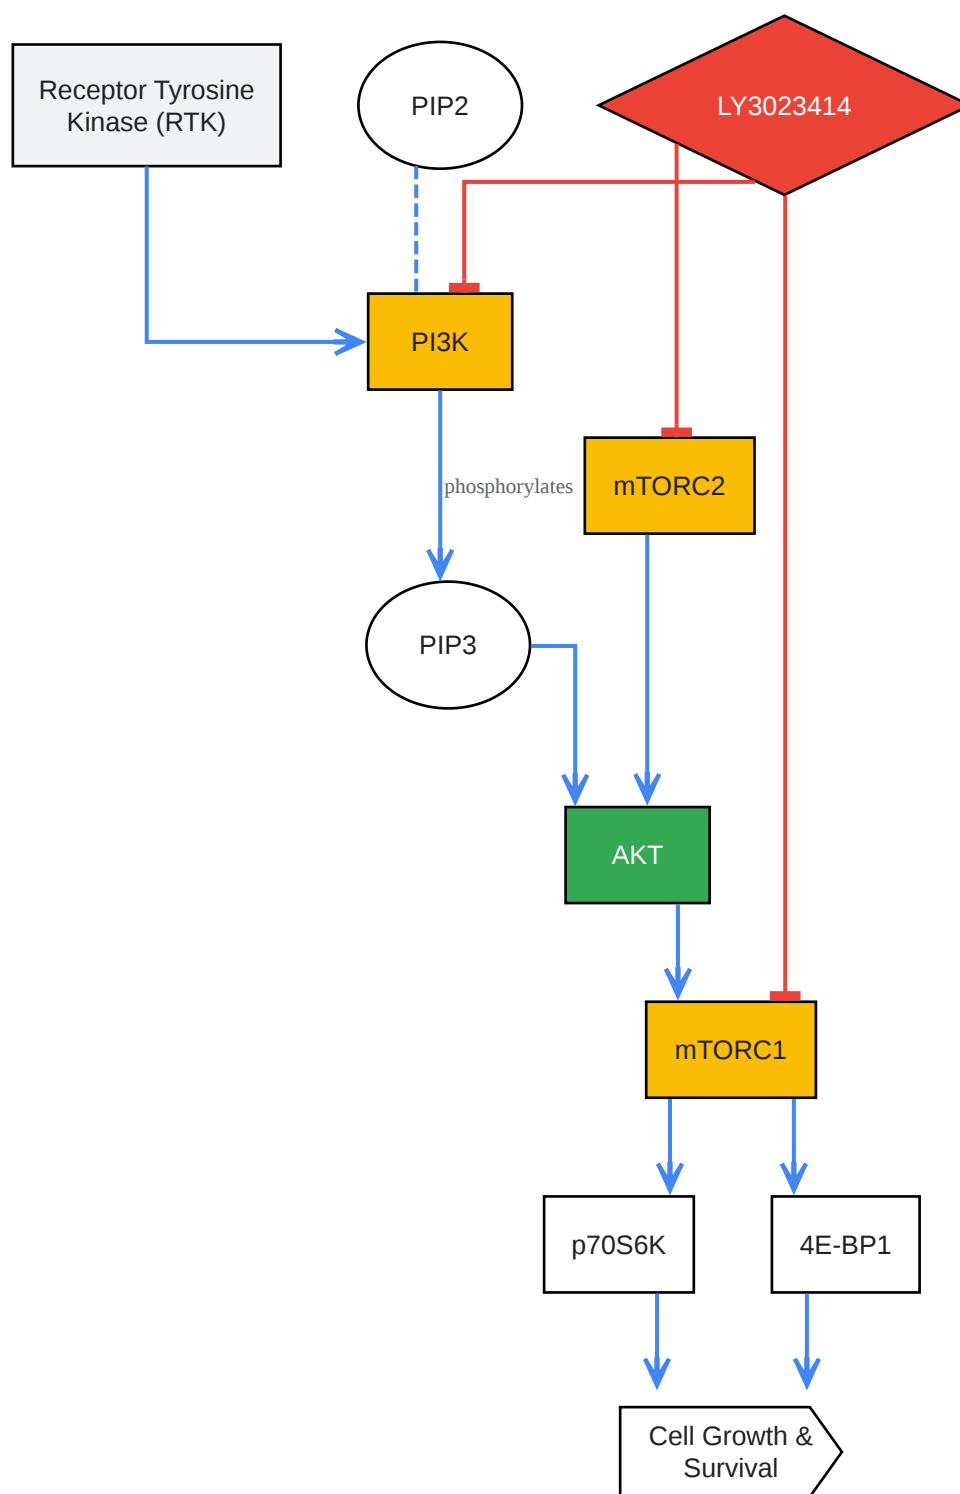 Receptor Tyrosine
Kinase (RTK)
PIP2
LY3023414
PI3K
phosphorylates
mTORC2
PIP3
AKT
mTORC1
p70S6K
4E-BP1
Cell Growth &
Survival